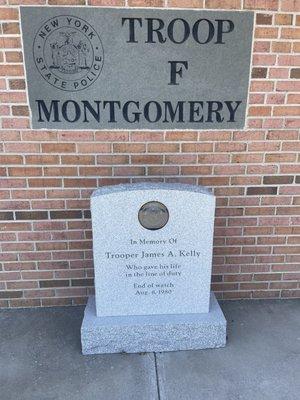 NEW YORK
STATE POLICE
TROOP
F
MONTGOMERY
In Memory Of
Trooper James A. Kelly
Who gave his life
in the line of duty
End of watch
Aug. 8, 1980